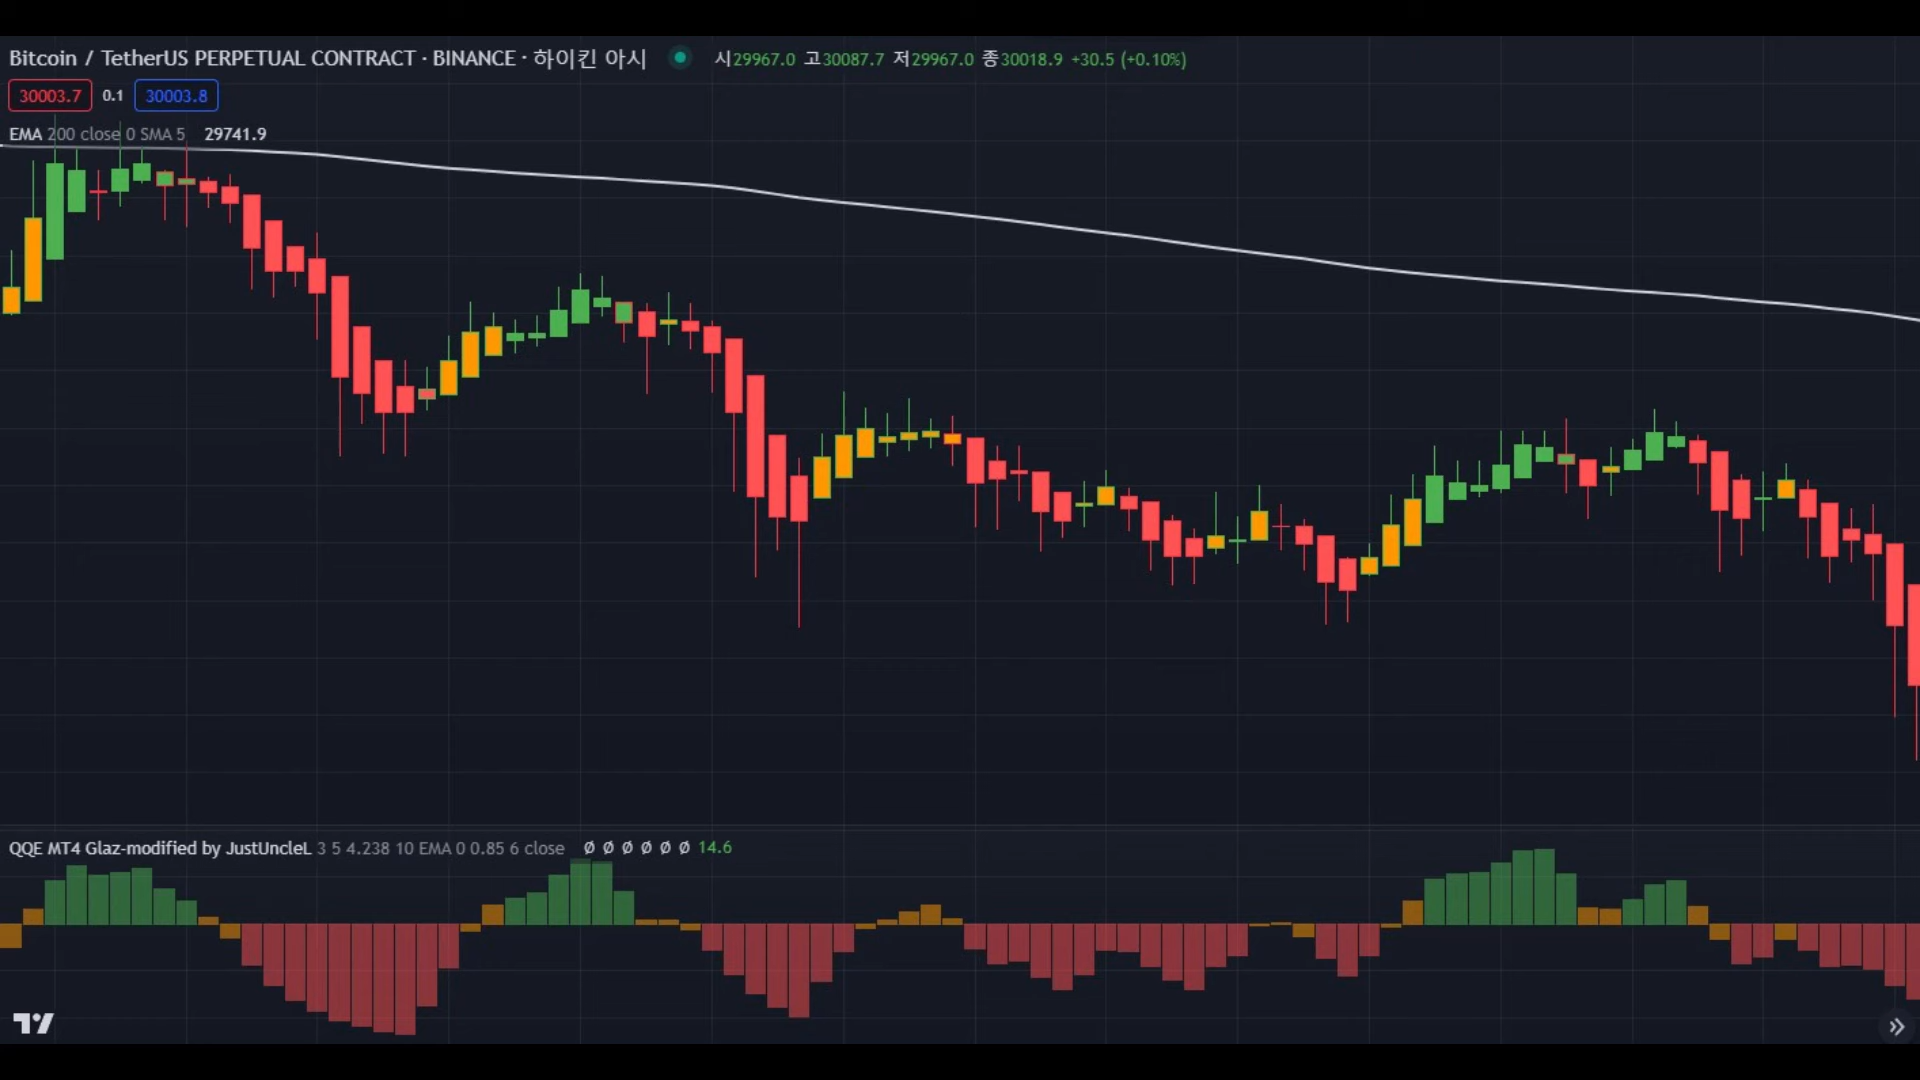 Bitcoin / TetherUS PERPETUAL CONTRACT · BINANCE · 하이킨 아시 시29967.0 고30087.7 저29967.0 종30018.9 +30.5 (+0.10%)
30003.7 0.1 30003.8
EMA 200 close 0 SMA 5 29741.9
QQE MT4 Glaz-modified by JustUncleL 3 5 4.238 10 EMA 0 0.85 6 close Ø Ø Ø Ø Ø Ø 14.6